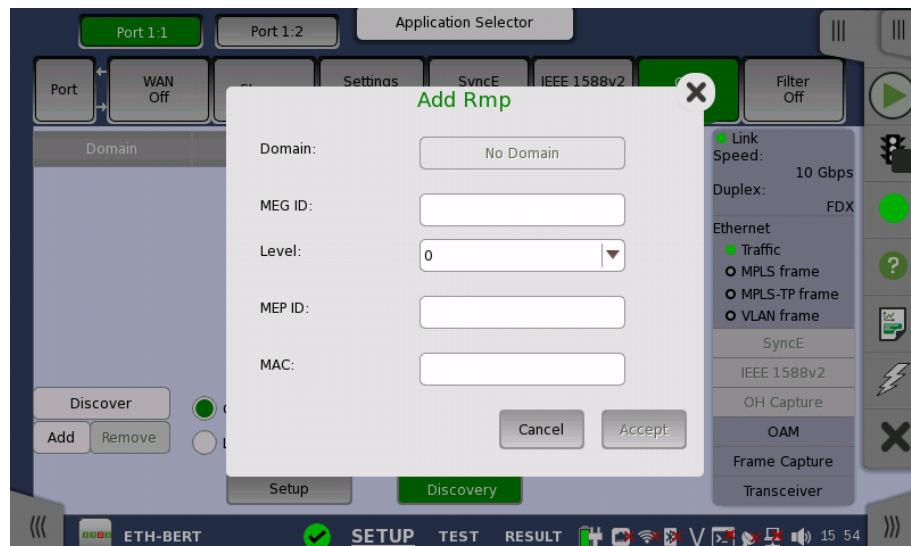 Port 1:1
Port 1:2
Application Selector
Port
WAN
Off
Settings
SyncE
IEEE 1588v2
Filter
Off
Add Rmp
Domain
Domain:
No Domain
MEG ID:
Level:
0
MEP ID:
MAC:
Cancel
Accept
Link
Speed:
10 Gbps
Duplex:
FDX
Ethernet
Traffic
MPLS frame
MPLS-TP frame
VLAN frame
SyncE
IEEE 1588v2
OH Capture
OAM
Frame Capture
Transceiver
Discover
Add
Remove
Setup
Discovery
ETH-BERT
SETUP
TEST
RESULT
15 54